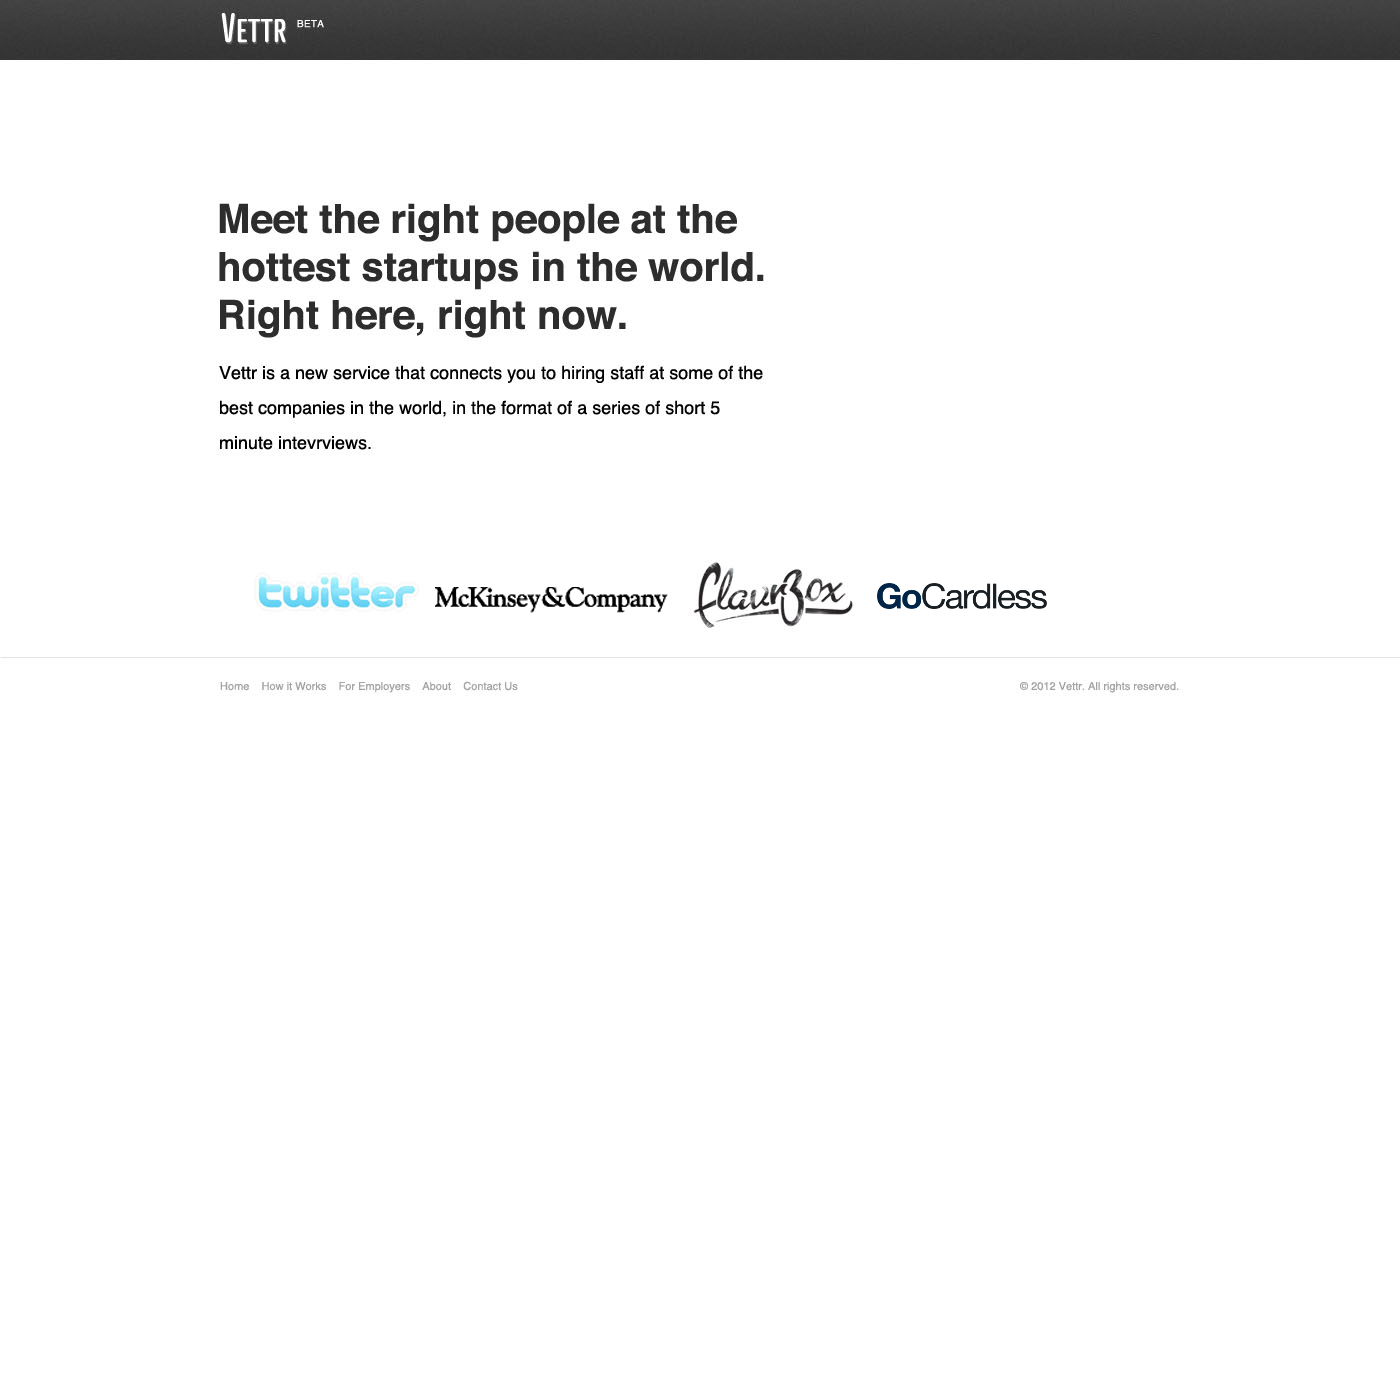 VETTR BETA
Meet the right people at the
hottest startups in the world.
Right here, right now.
Vettr is a new service that connects you to hiring staff at some of the
best companies in the world, in the format of a series of short 5
minute intevrviews.
twitter McKinsey&Company FlavrBox GoCardless
Home How it Works For Employers About Contact Us © 2012 Vettr. All rights reserved.